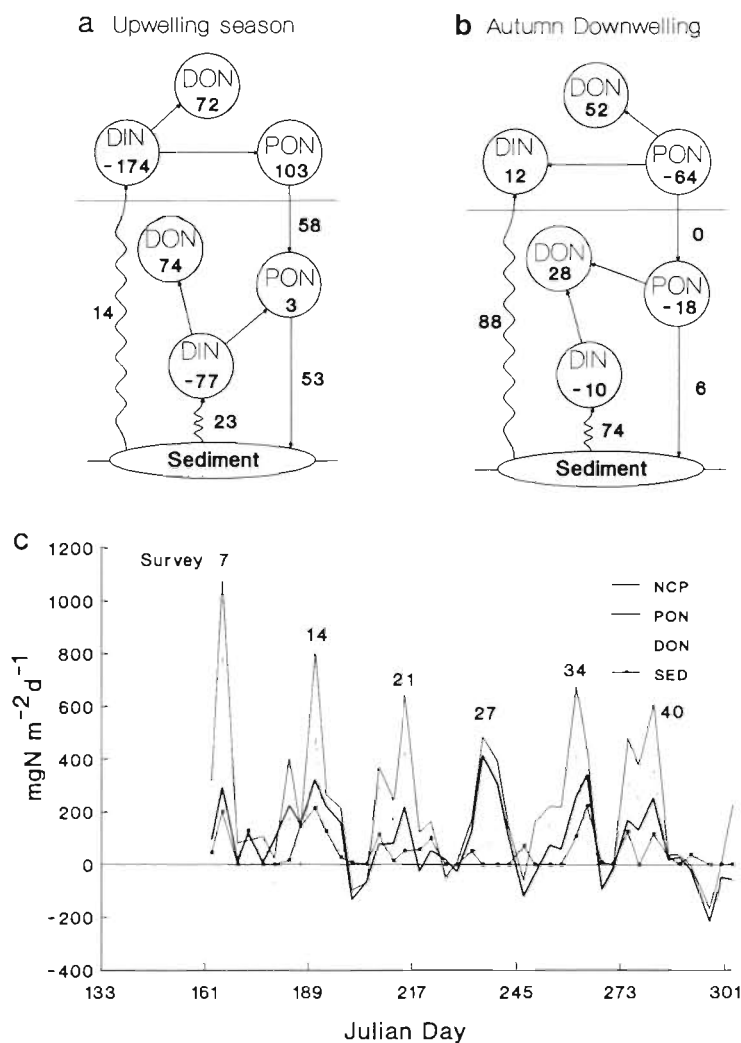 a Upwelling season
DON
72
DIN
-174
PON
103
58
DON
74
PON
3
14
DIN
-77
53
23
Sediment
b Autumn Downwelling
DON
52
DIN
12
PON
-64
0
DON
28
PON
-18
88
DIN
-10
6
74
Sediment
c
1200
1000
800
600
400
200
0
-200
-400
mgN m⁻² d⁻¹
Survey 7
14
21
27
34
40
NCP
PON
DON
SED
133
161
189
217
245
273
301
Julian Day